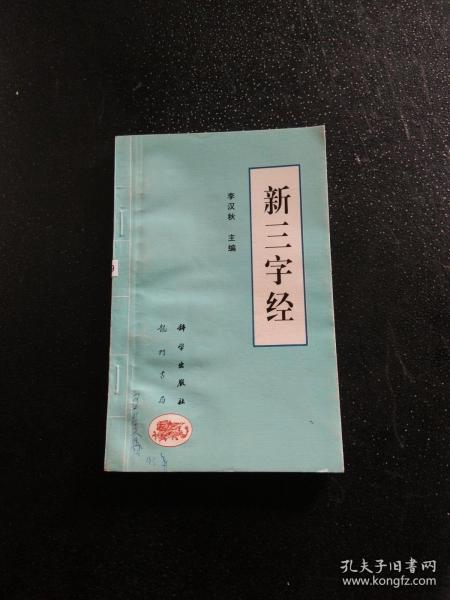 新三字经
李汉秋 主编
科学出版社
龙门书局
孔夫子旧书网
www.kongfz.com